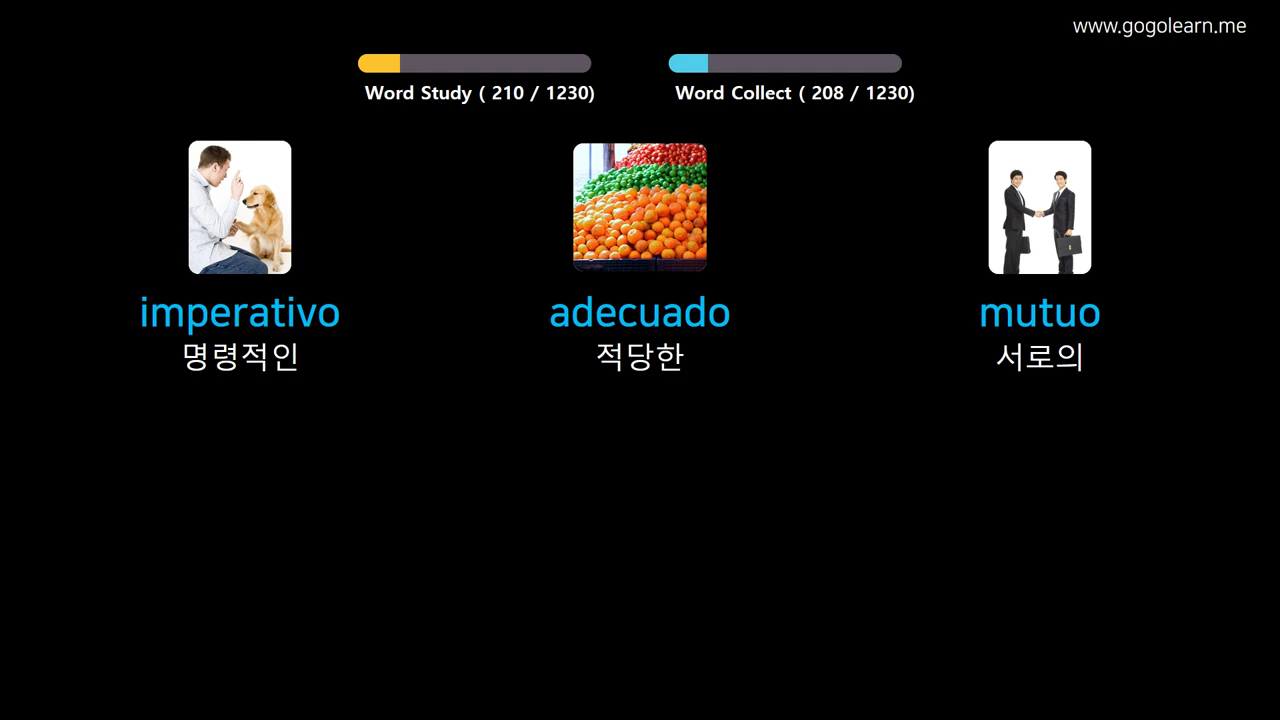 www.gogolearn.me
Word Study ( 210 / 1230)
Word Collect ( 208 / 1230)
imperativo
명령적인
adecuado
적당한
mutuo
서로의